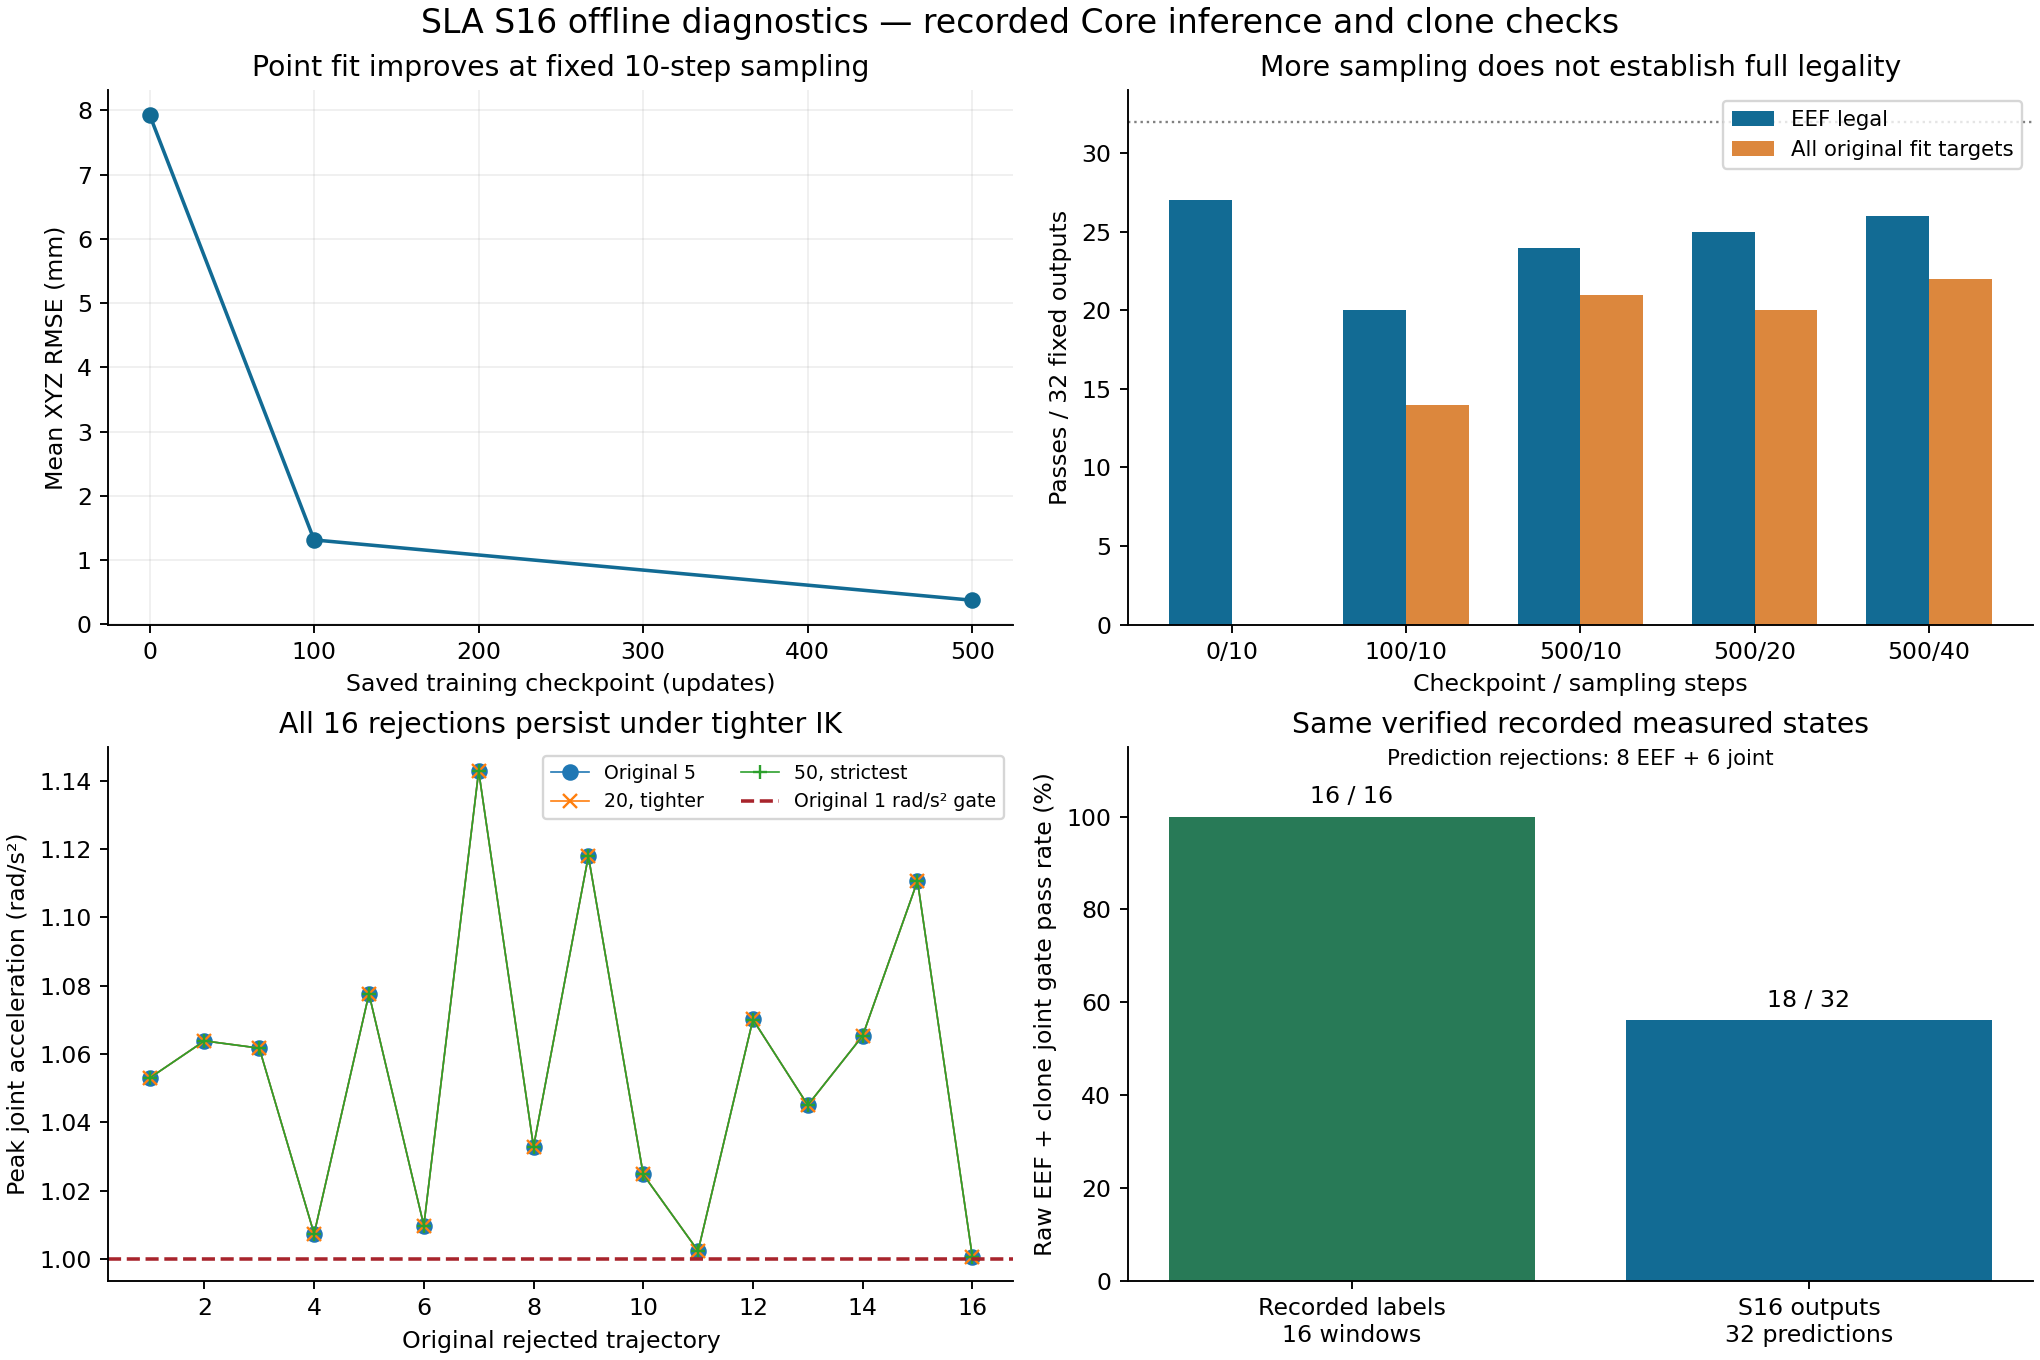 SLA S16 offline diagnostics — recorded Core inference and clone checks
Point fit improves at fixed 10-step sampling
Mean XYZ RMSE (mm)
8
7
6
5
4
3
2
1
0
0 100 200 300 400 500
Saved training checkpoint (updates)
More sampling does not establish full legality
Passes / 32 fixed outputs
EEF legal
All original fit targets
30
25
20
15
10
5
0
0/10 100/10 500/10 500/20 500/40
Checkpoint / sampling steps
All 16 rejections persist under tighter IK
Peak joint acceleration (rad/s²)
Original 5
20, tighter
50, strictest
Original 1 rad/s² gate
1.14
1.12
1.10
1.08
1.06
1.04
1.02
1.00
2 4 6 8 10 12 14 16
Original rejected trajectory
Same verified recorded measured states
Prediction rejections: 8 EEF + 6 joint
Raw EEF + clone joint gate pass rate (%)
16 / 16
18 / 32
100
80
60
40
20
0
Recorded labels
16 windows
S16 outputs
32 predictions